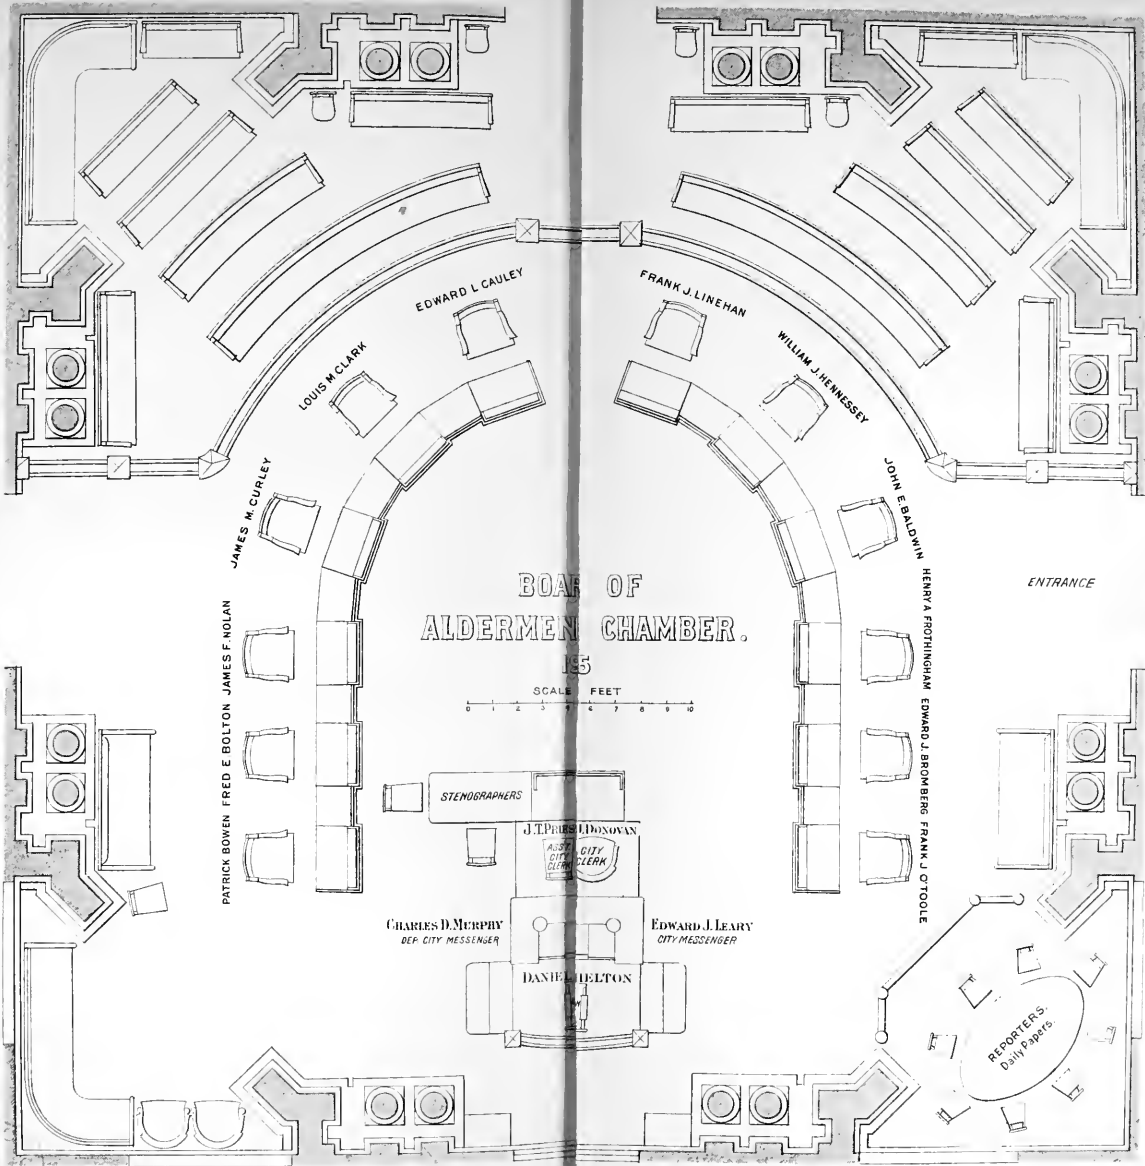 EDWARD L CAULEY
FRANK J. LINEHAN
LOUIS M. CLARK
WILLIAM J. HENNESSEY
JAMES M. CURLEY
JOHN E. BALDWIN
ENTRANCE
BOAR OF
ALDERMEN CHAMBER.
SCALE FEET
0 1 2 3 4 6 7 8 9 10
PATRICK BOWEN FRED E BOLTON JAMES F. NOLAN
HENRY A FROTHINGHAM EDWARD J. BROMBERG FRANK J O'TOOLE
STENOGRAPHERS
J.T. PRIES J. DONOVAN
ASST. CITY CLERK
CITY CLERK
CHARLES D. MURPHY
DEP. CITY MESSENGER
EDWARD J. LEARY
CITY MESSENGER
DANIEL HELTON
REPORTERS.
Daily Papers.